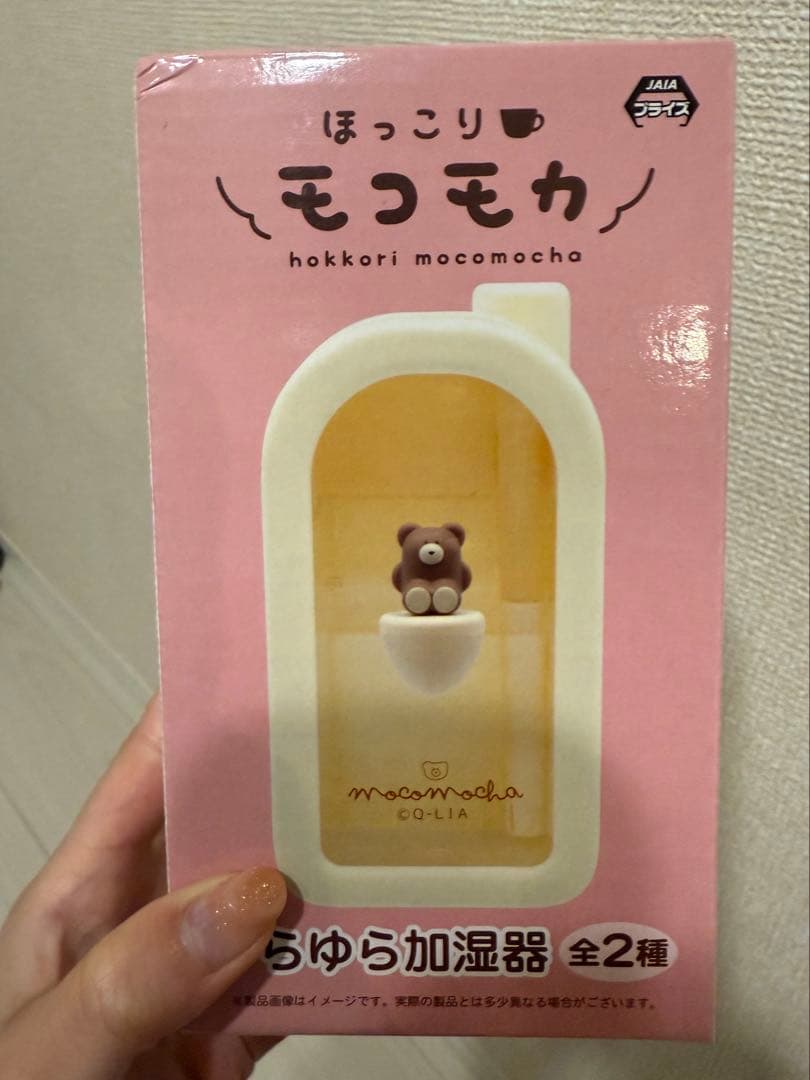 JAIA
プライズ
ほっこり
モコモカ
hokkori mocomocha
mocomocha
©Q-LIA
らゆら加湿器 全2種
※製品画像はイメージです。実際の製品とは多少異なる場合がございます。